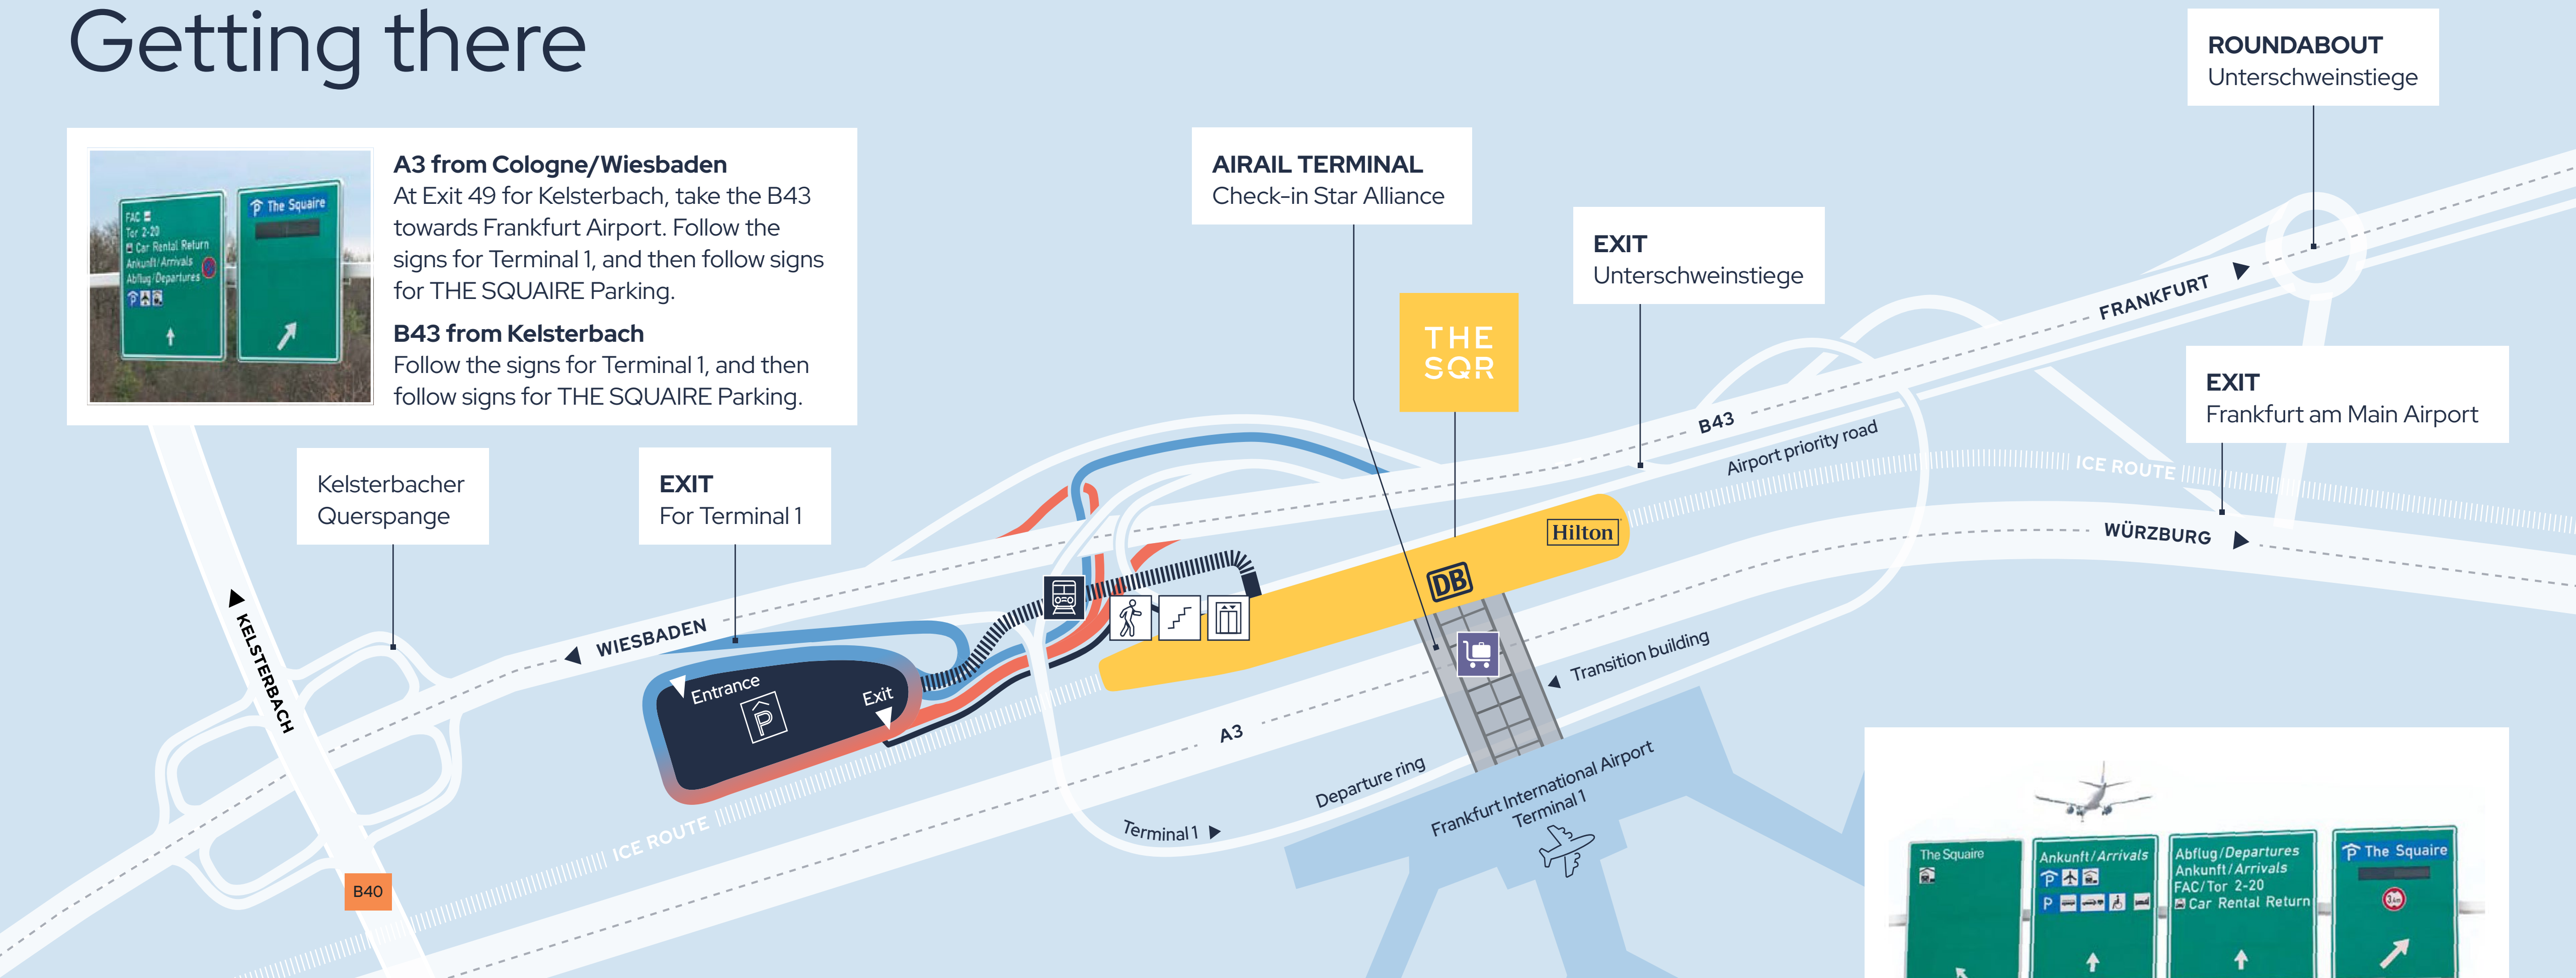 Getting there
FAC
Tor 2-20
Car Rental Return
Ankunft/Arrivals
Abflug/Departures
P
The Squaire
A3 from Cologne/Wiesbaden
At Exit 49 for Kelsterbach, take the B43
towards Frankfurt Airport. Follow the
signs for Terminal 1, and then follow signs
for THE SQUAIRE Parking.
B43 from Kelsterbach
Follow the signs for Terminal 1, and then
follow signs for THE SQUAIRE Parking.
AIRAIL TERMINAL
Check-in Star Alliance
ROUNDABOUT
Unterschweinstiege
EXIT
Unterschweinstiege
THE
SQR
EXIT
Frankfurt am Main Airport
Kelsterbacher
Querspange
EXIT
For Terminal 1
FRANKFURT
B43
Airport priority road
ICE ROUTE
WÜRZBURG
Hilton
DB
WIESBADEN
KELSTERBACH
Entrance
P
Exit
Transition building
A3
Departure ring
Frankfurt International Airport
Terminal 1
Terminal 1
ICE ROUTE
B40
The Squaire
Ankunft/Arrivals
P
P
Abflug/Departures
Ankunft/Arrivals
FAC/Tor 2-20
Car Rental Return
P The Squaire